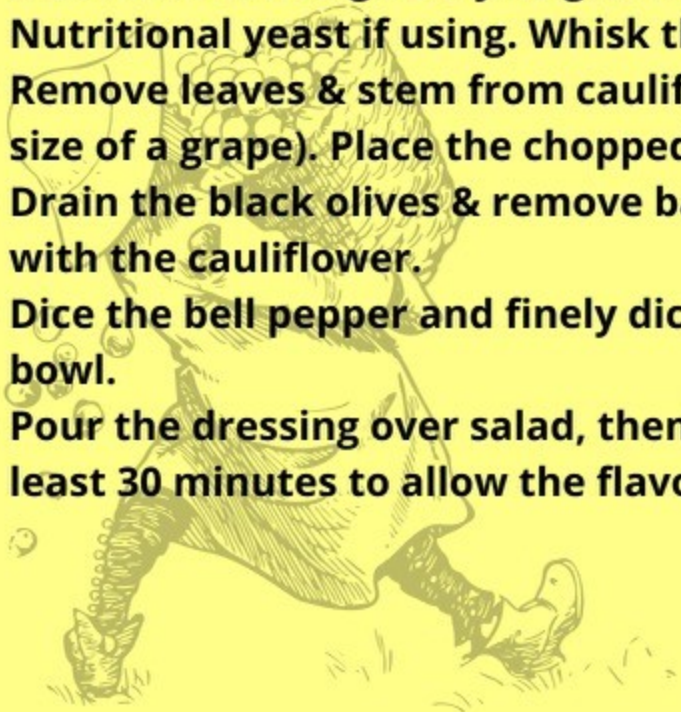 Nutritional yeast if using. Whisk
Remove leaves & stem from
size of a grape). Place the chopped
Drain the black olives & remove
with the cauliflower.
Dice the bell pepper and finely
bowl.
Pour the dressing over salad,
least 30 minutes to allow the